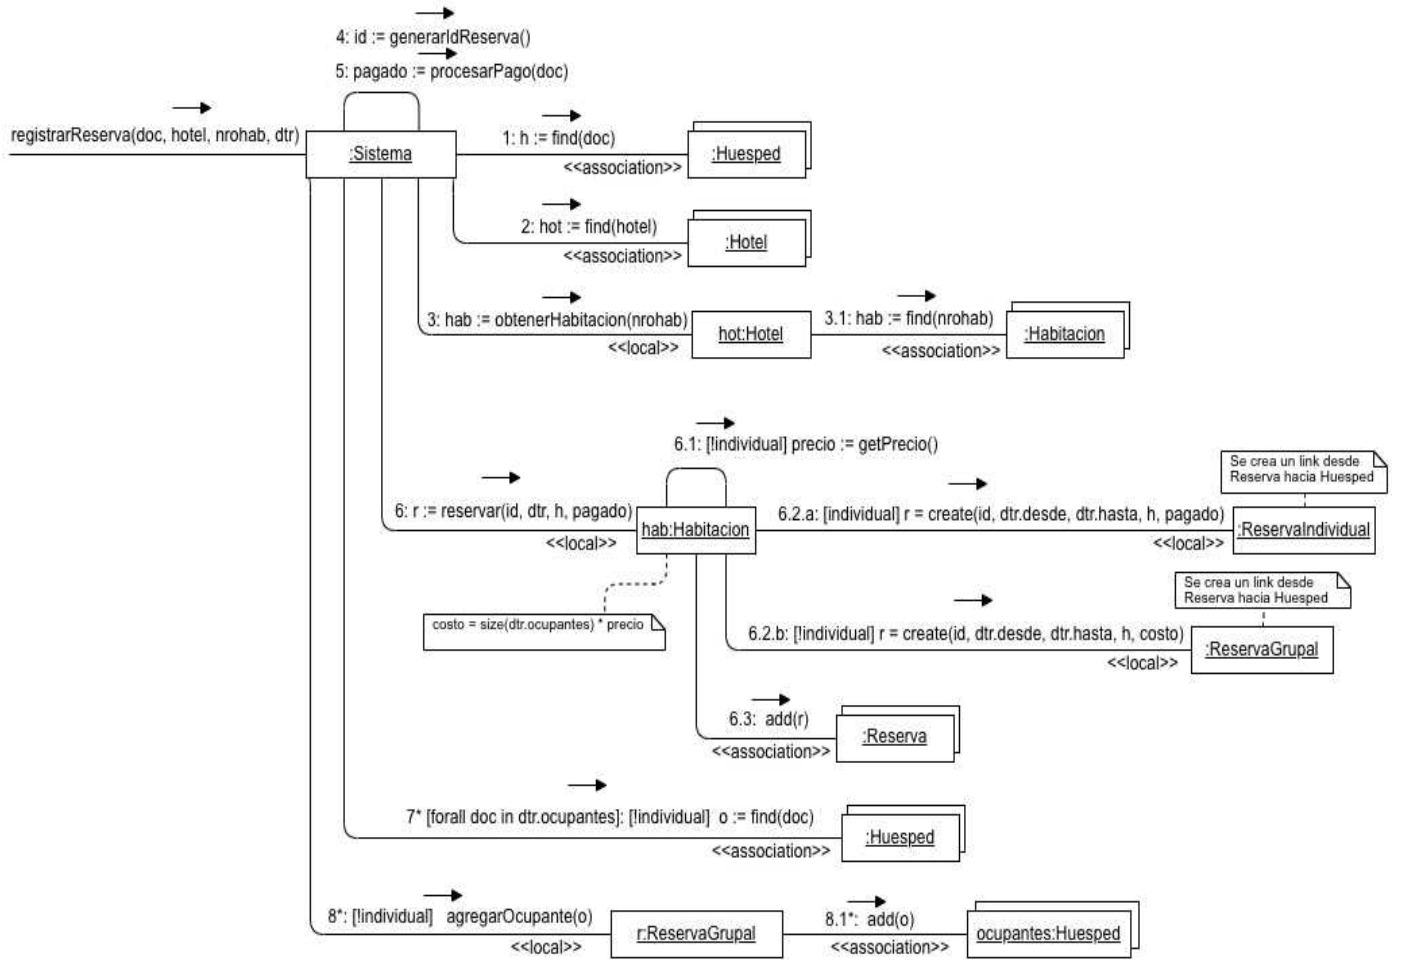 4: id := generarIdReserva()
5: pagado := procesarPago(doc)
registrarReserva(doc, hotel, nrohab, dtr)
:Sistema
1: h := find(doc)
<<association>>
:Huesped
2: hot := find(hotel)
<<association>>
:Hotel
3: hab := obtenerHabitacion(nrohab)
<<local>>
hot:Hotel
3.1: hab := find(nrohab)
<<association>>
:Habitacion
6.1: [!individual] precio := getPrecio()
6: r := reservar(id, dtr, h, pagado)
<<local>>
hab:Habitacion
6.2.a: [individual] r = create(id, dtr.desde, dtr.hasta, h, pagado)
<<local>>
Se crea un link desde
Reserva hacia Huesped
:ReservaIndividual
costo = size(dtr.ocupantes) * precio
Se crea un link desde
Reserva hacia Huesped
6.2.b: [!individual] r = create(id, dtr.desde, dtr.hasta, h, costo)
<<local>>
:ReservaGrupal
6.3: add(r)
<<association>>
:Reserva
7* [forall doc in dtr.ocupantes]: [!individual] o := find(doc)
<<association>>
:Huesped
8*: [!individual] agregarOcupante(o)
<<local>>
r:ReservaGrupal
8.1*: add(o)
<<association>>
ocupantes:Huesped